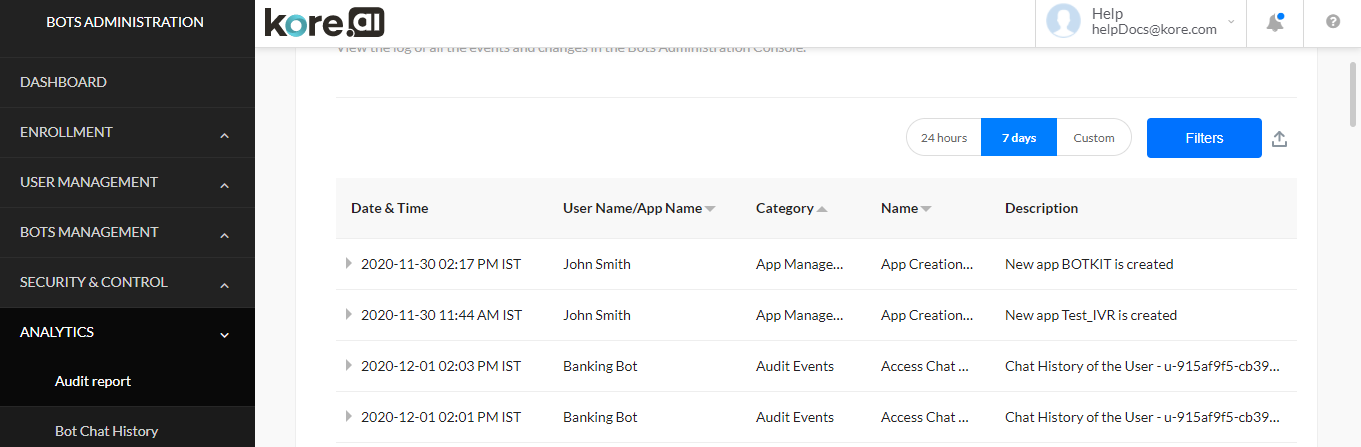 BOTS ADMINISTRATION
DASHBOARD
ENROLLMENT
USER MANAGEMENT
BOTS MANAGEMENT
SECURITY & CONTROL
ANALYTICS
Audit report
Bot Chat History
kore.ai
Help
helpDocs@kore.com
?
View the log of all the events and changes in the Bots Administration Console.
24 hours 7 days Custom Filters
Date & Time User Name/App Name Category Name Description
2020-11-30 02:17 PM IST John Smith App Manage... App Creation... New app BOTKIT is created
2020-11-30 11:44 AM IST John Smith App Manage... App Creation... New app Test_IVR is created
2020-12-01 02:03 PM IST Banking Bot Audit Events Access Chat ... Chat History of the User - u-915af9f5-cb39...
2020-12-01 02:01 PM IST Banking Bot Audit Events Access Chat ... Chat History of the User - u-915af9f5-cb39...